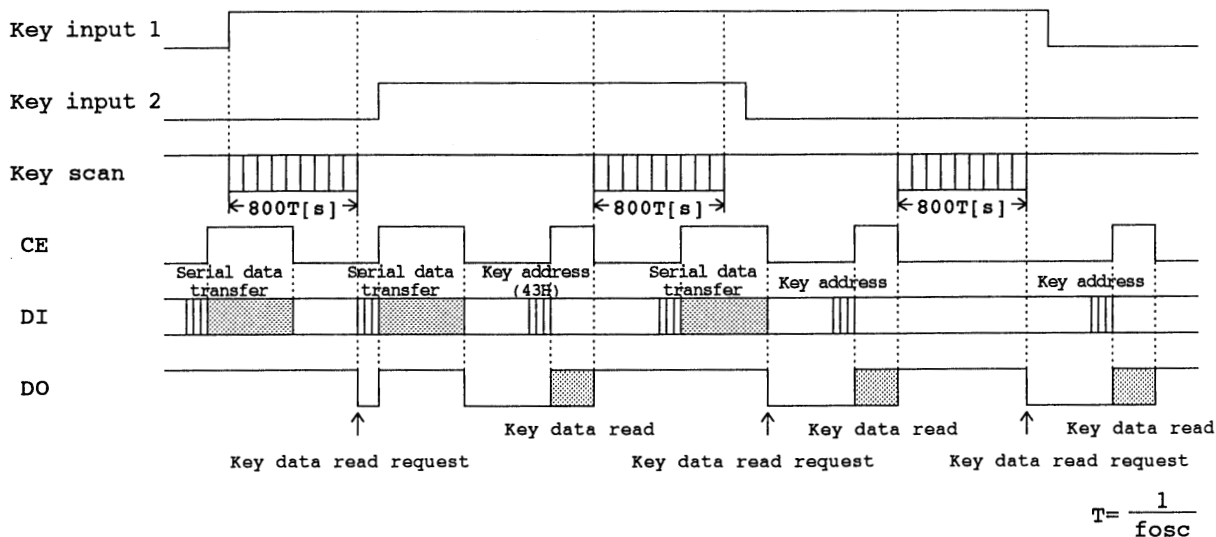 Key input 1
Key input 2
Key scan
800T[s] 800T[s] 800T[s]
CE
Serial data transfer
Serial data transfer
Key address (43H)
Serial data transfer
Key address
Key address
DI
DO
Key data read
Key data read
Key data read
Key data read request
Key data read request
Key data read request
T= 1
fosc